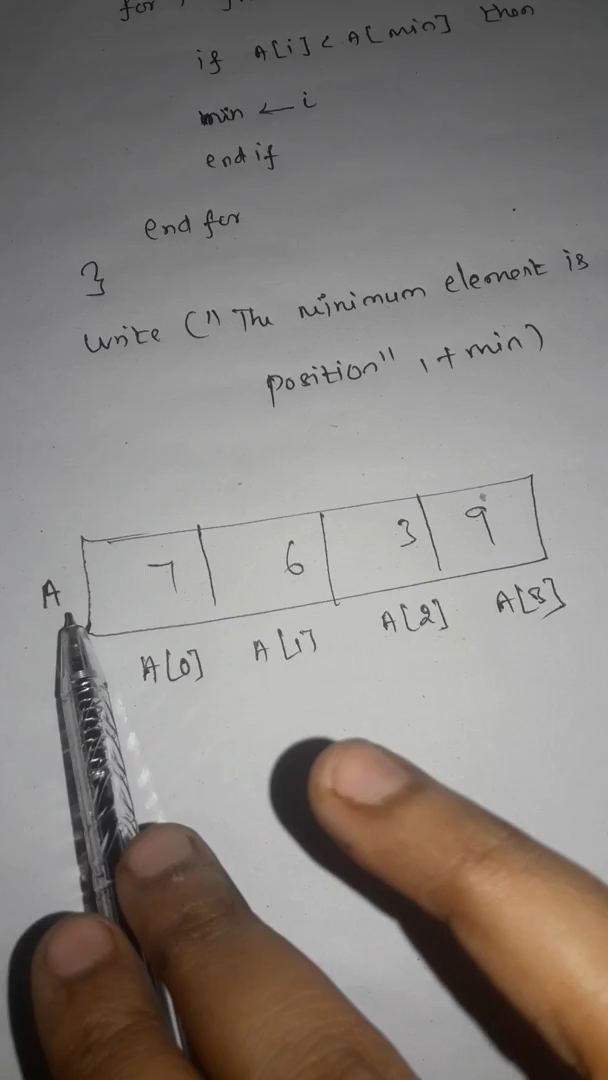 for
if A[i] < A[min] then
min ← i
end if
end for
}
write ("The minimum element is
position", + min)
7 6 3 9
A
A[0] A[1] A[2] A[3]